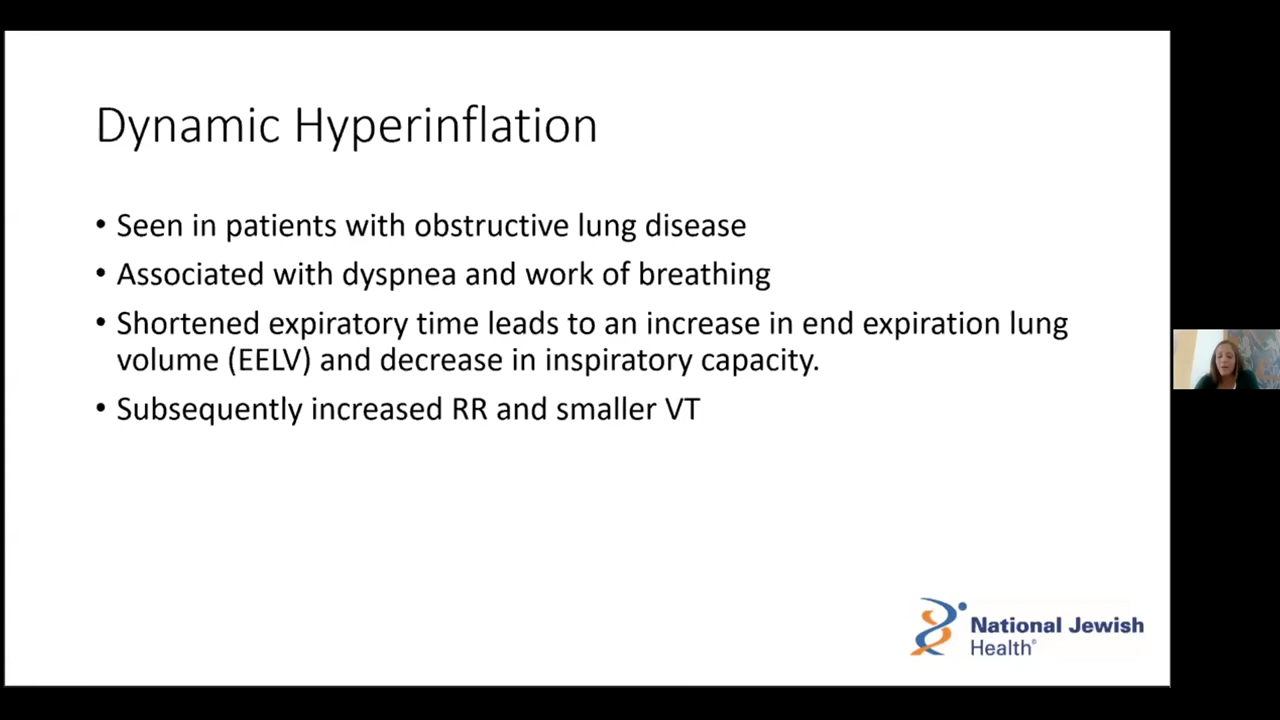 Dynamic Hyperinflation
• Seen in patients with obstructive lung disease
• Associated with dyspnea and work of breathing
• Shortened expiratory time leads to an increase in end expiration lung
volume (EELV) and decrease in inspiratory capacity.
• Subsequently increased RR and smaller VT
National Jewish
Health®